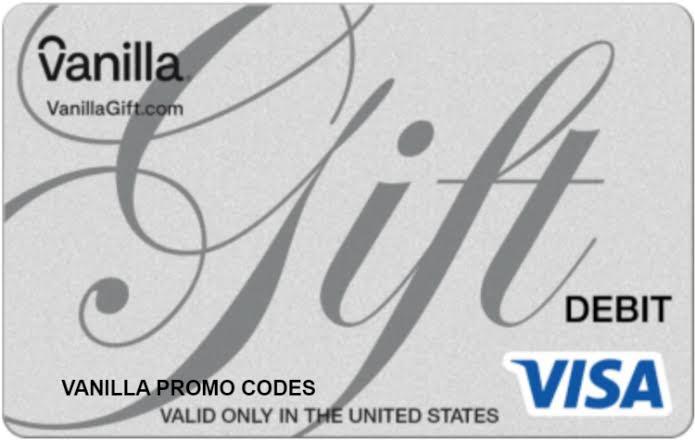 Vanilla
VanillaGift.com
Gift
DEBIT
VISA
VANILLA PROMO CODES
VALID ONLY IN THE UNITED STATES